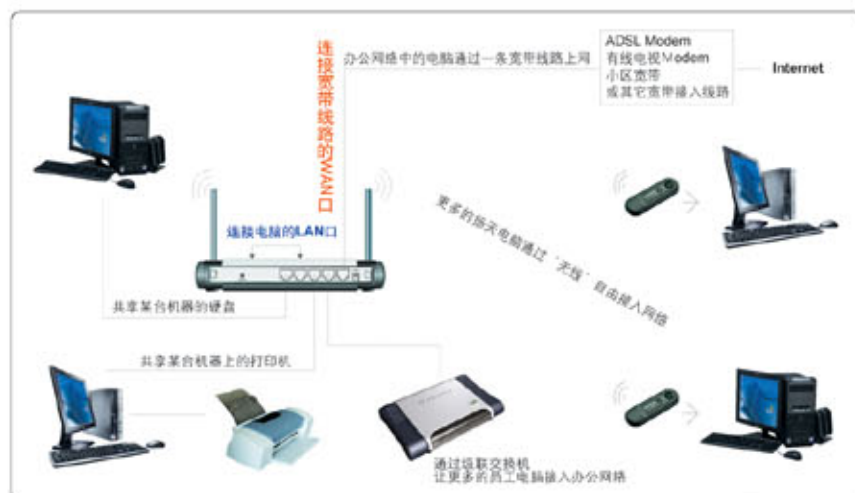 连接宽带线路的WAN口
办公网络中的电脑通过一条宽带线路上网
ADSL Modem
有线电视Modem
小区宽带
或其它宽带接入线路
Internet
连接电脑的LAN口
更多的扬天电脑通过“无线”自由接入网络
共享某台机器的硬盘
共享某台机器上的打印机
通过级联交换机
让更多的员工电脑接入办公网络